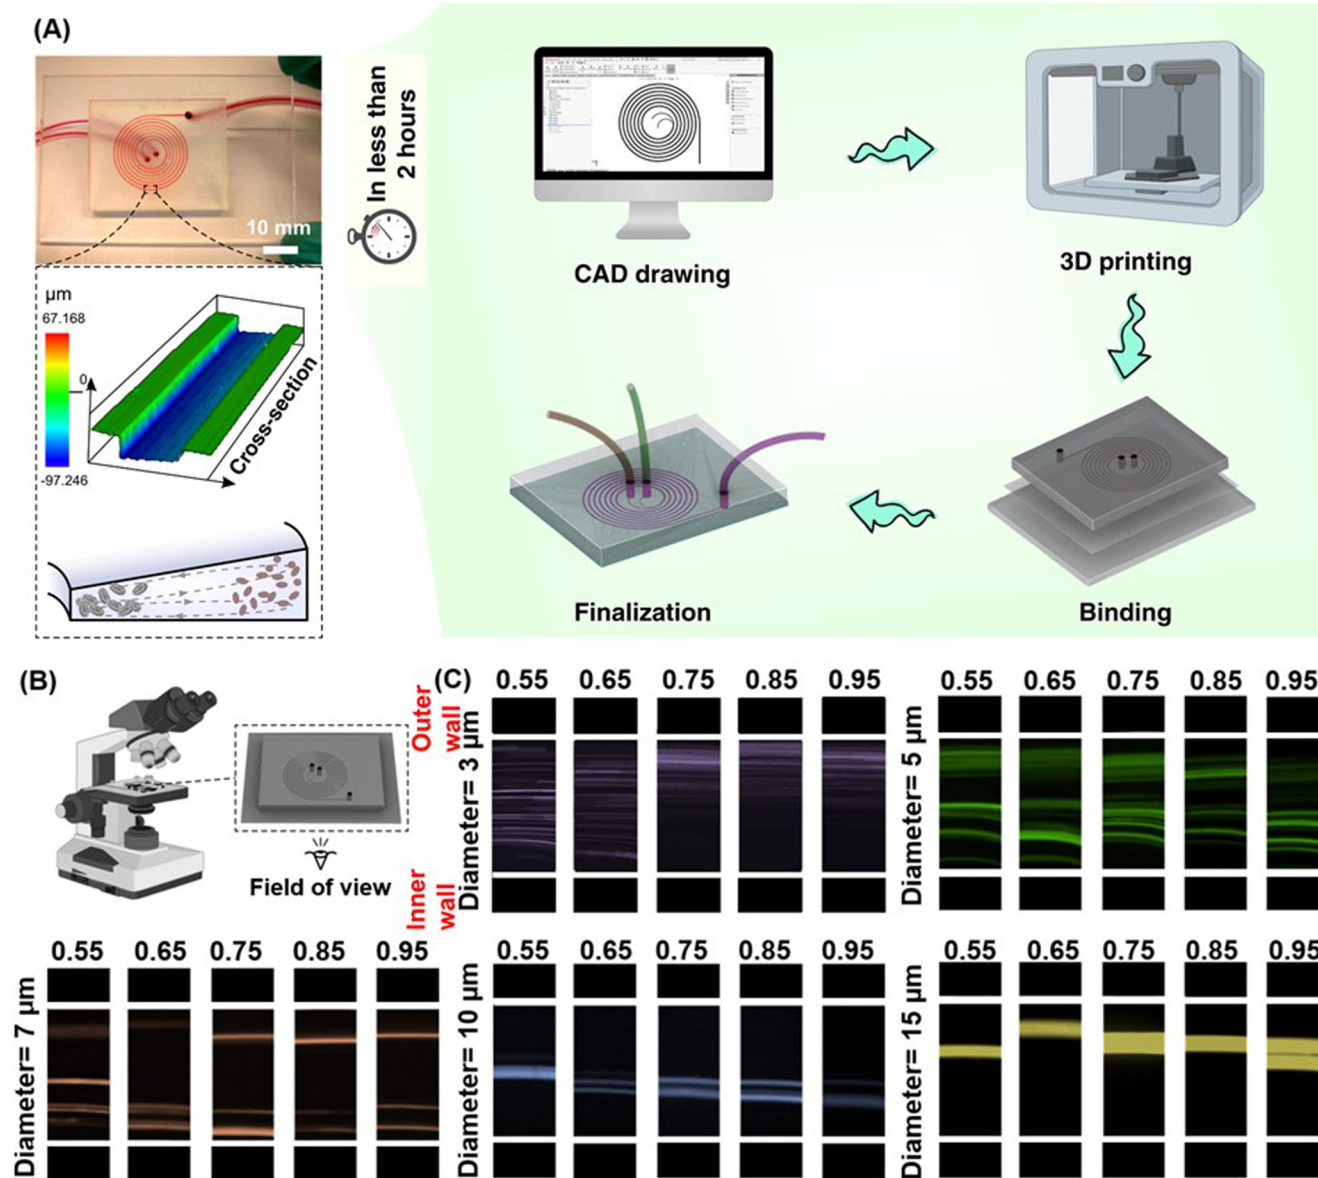 (A)
In less than
2 hours
10 mm
CAD drawing
3D printing
µm
67.168
0
-97.246
Cross-section
Finalization
Binding
(B)
Field of view
(C)
Outer
wall
Inner
wall
Diameter= 3 µm
0.55 0.65 0.75 0.85 0.95
Diameter= 5 µm
0.55 0.65 0.75 0.85 0.95
Diameter= 7 µm
0.55 0.65 0.75 0.85 0.95
Diameter= 10 µm
0.55 0.65 0.75 0.85 0.95
Diameter= 15 µm
0.55 0.65 0.75 0.85 0.95